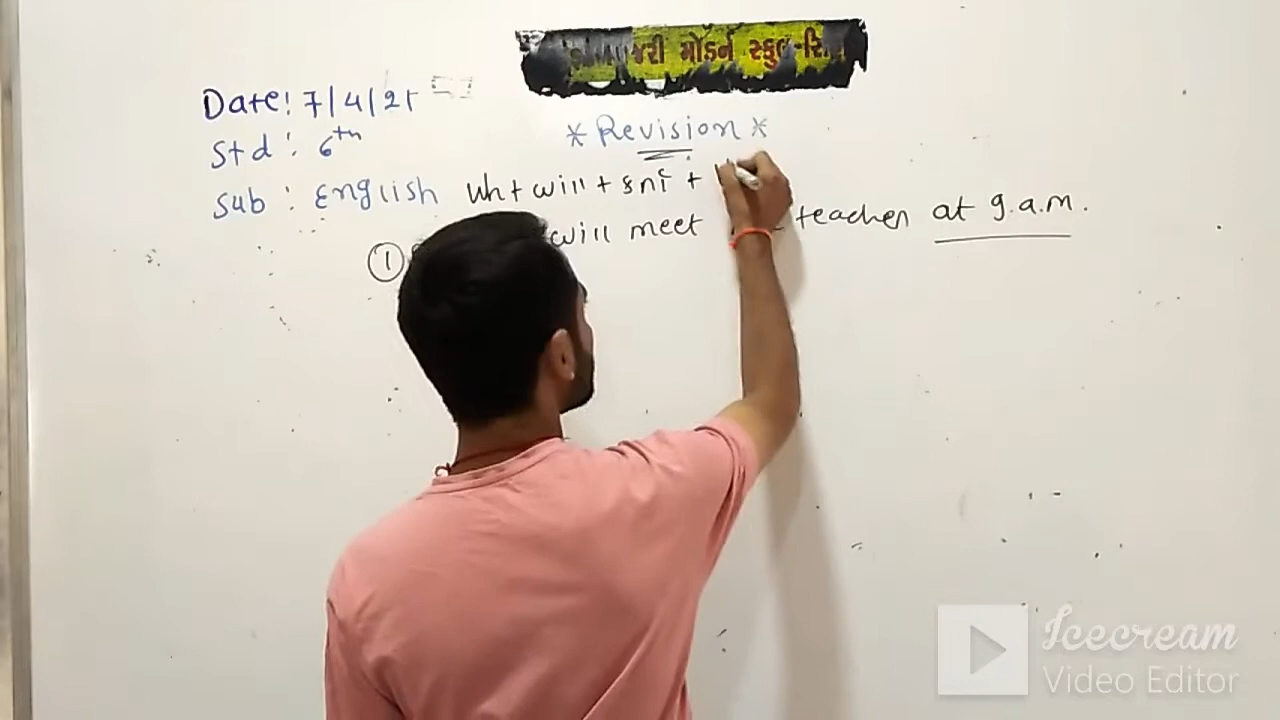 મોડર્ન સ્કુલ
Date: 7/4/21
Std: 6th
* Revision *
Sub: English
Wh + will + કર્તા +
① will meet teacher at 9.a.m.
Icecream
Video Editor